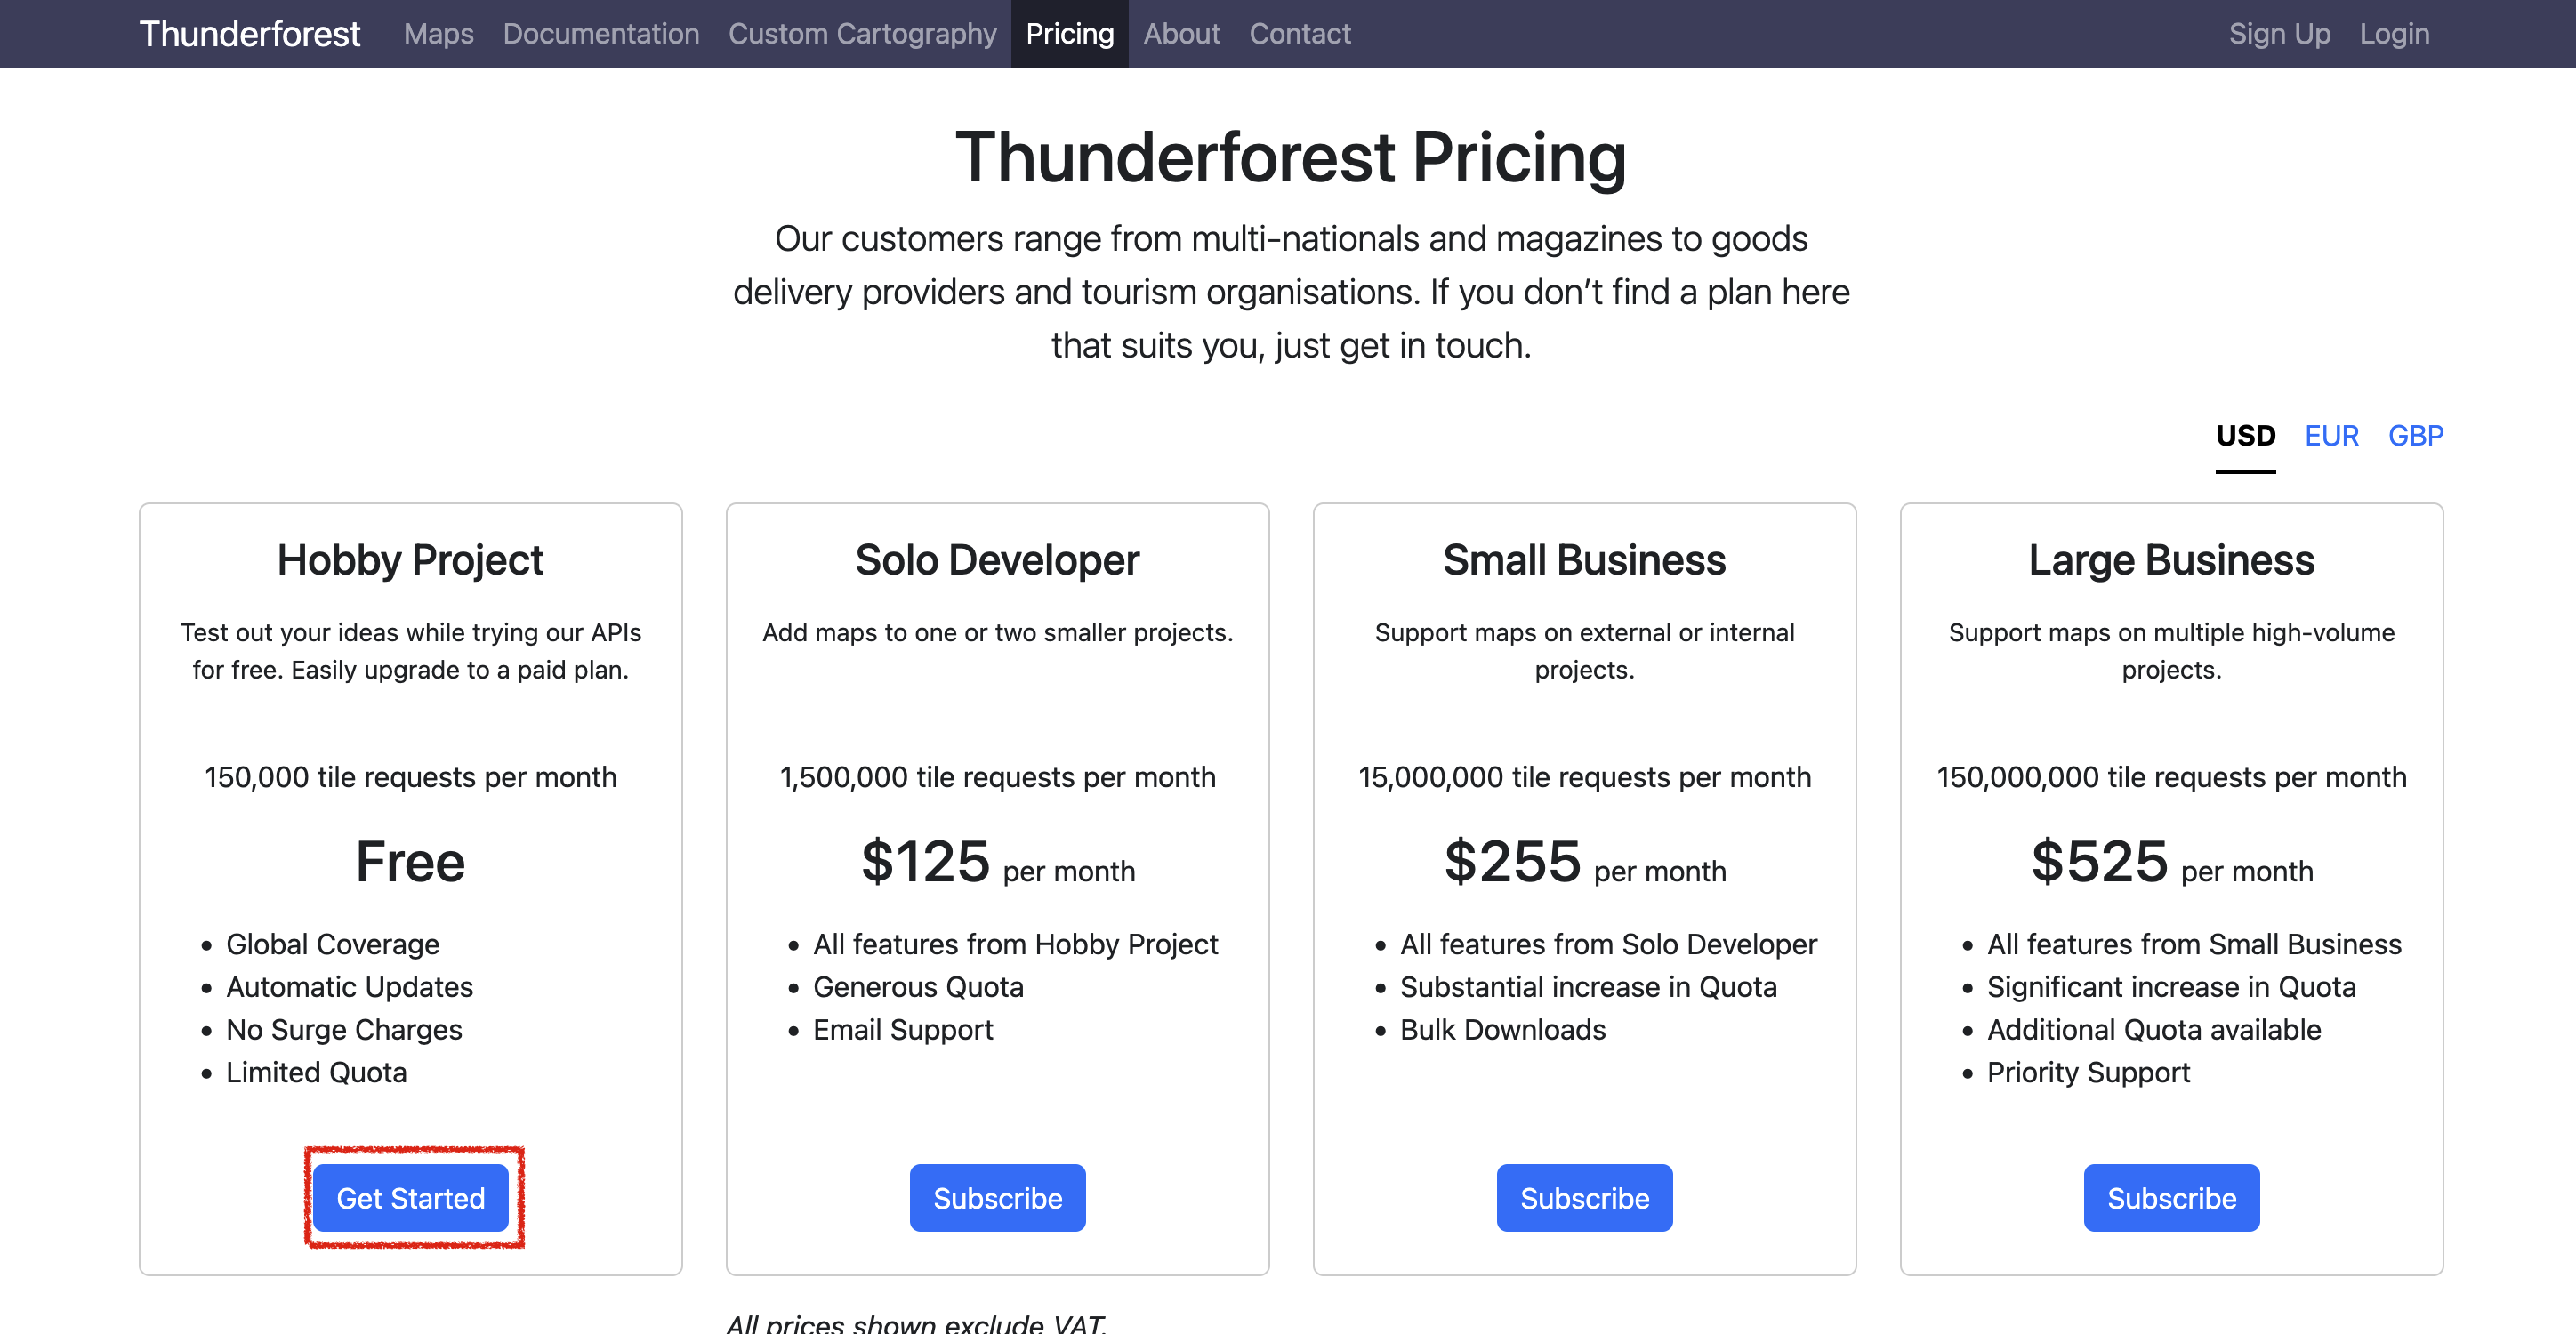 Thunderforest Maps Documentation Custom Cartography Pricing About Contact Sign Up Login
Thunderforest Pricing
Our customers range from multi-nationals and magazines to goods
delivery providers and tourism organisations. If you don’t find a plan here
that suits you, just get in touch.
USD EUR GBP
Hobby Project
Test out your ideas while trying our APIs
for free. Easily upgrade to a paid plan.
150,000 tile requests per month
Free
• Global Coverage
• Automatic Updates
• No Surge Charges
• Limited Quota
Get Started
Solo Developer
Add maps to one or two smaller projects.
1,500,000 tile requests per month
$125 per month
• All features from Hobby Project
• Generous Quota
• Email Support
Subscribe
Small Business
Support maps on external or internal
projects.
15,000,000 tile requests per month
$255 per month
• All features from Solo Developer
• Substantial increase in Quota
• Bulk Downloads
Subscribe
Large Business
Support maps on multiple high-volume
projects.
150,000,000 tile requests per month
$525 per month
• All features from Small Business
• Significant increase in Quota
• Additional Quota available
• Priority Support
Subscribe
All prices shown exclude VAT.